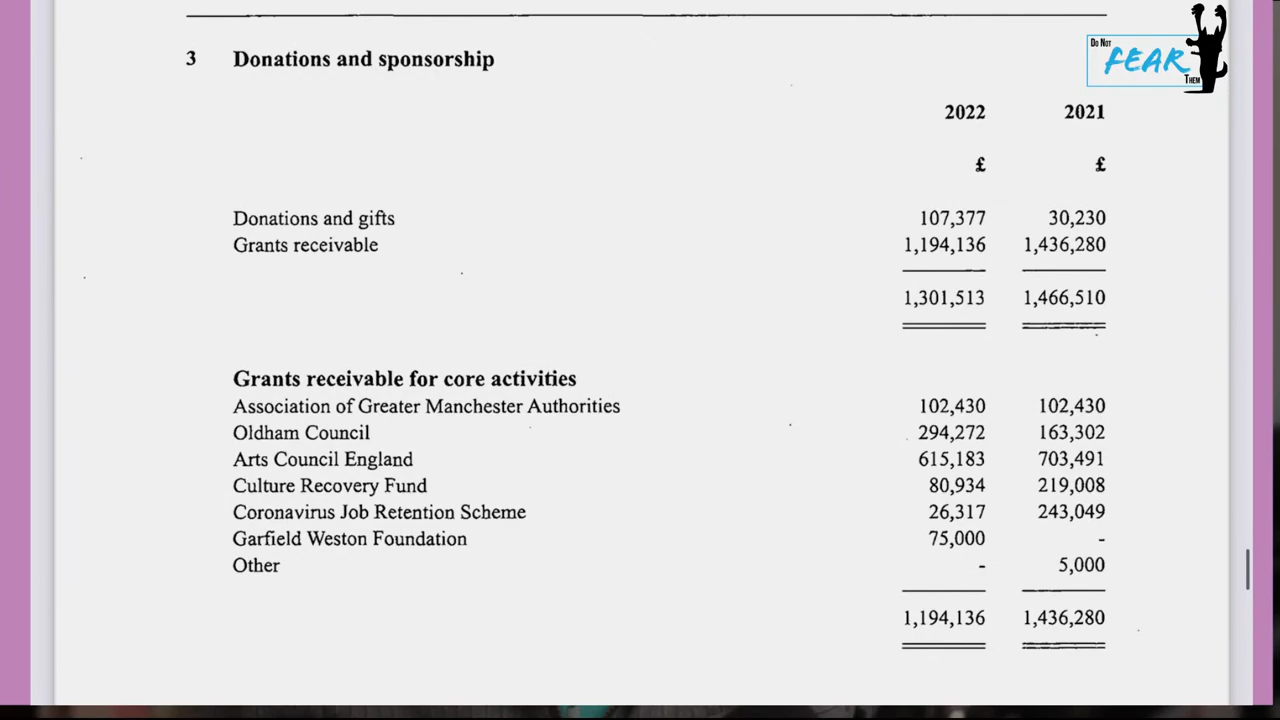 Do Not
FEAR
Them
3 Donations and sponsorship
2022 2021
£ £
Donations and gifts 107,377 30,230
Grants receivable 1,194,136 1,436,280
1,301,513 1,466,510
Grants receivable for core activities
Association of Greater Manchester Authorities 102,430 102,430
Oldham Council 294,272 163,302
Arts Council England 615,183 703,491
Culture Recovery Fund 80,934 219,008
Coronavirus Job Retention Scheme 26,317 243,049
Garfield Weston Foundation 75,000 -
Other - 5,000
1,194,136 1,436,280